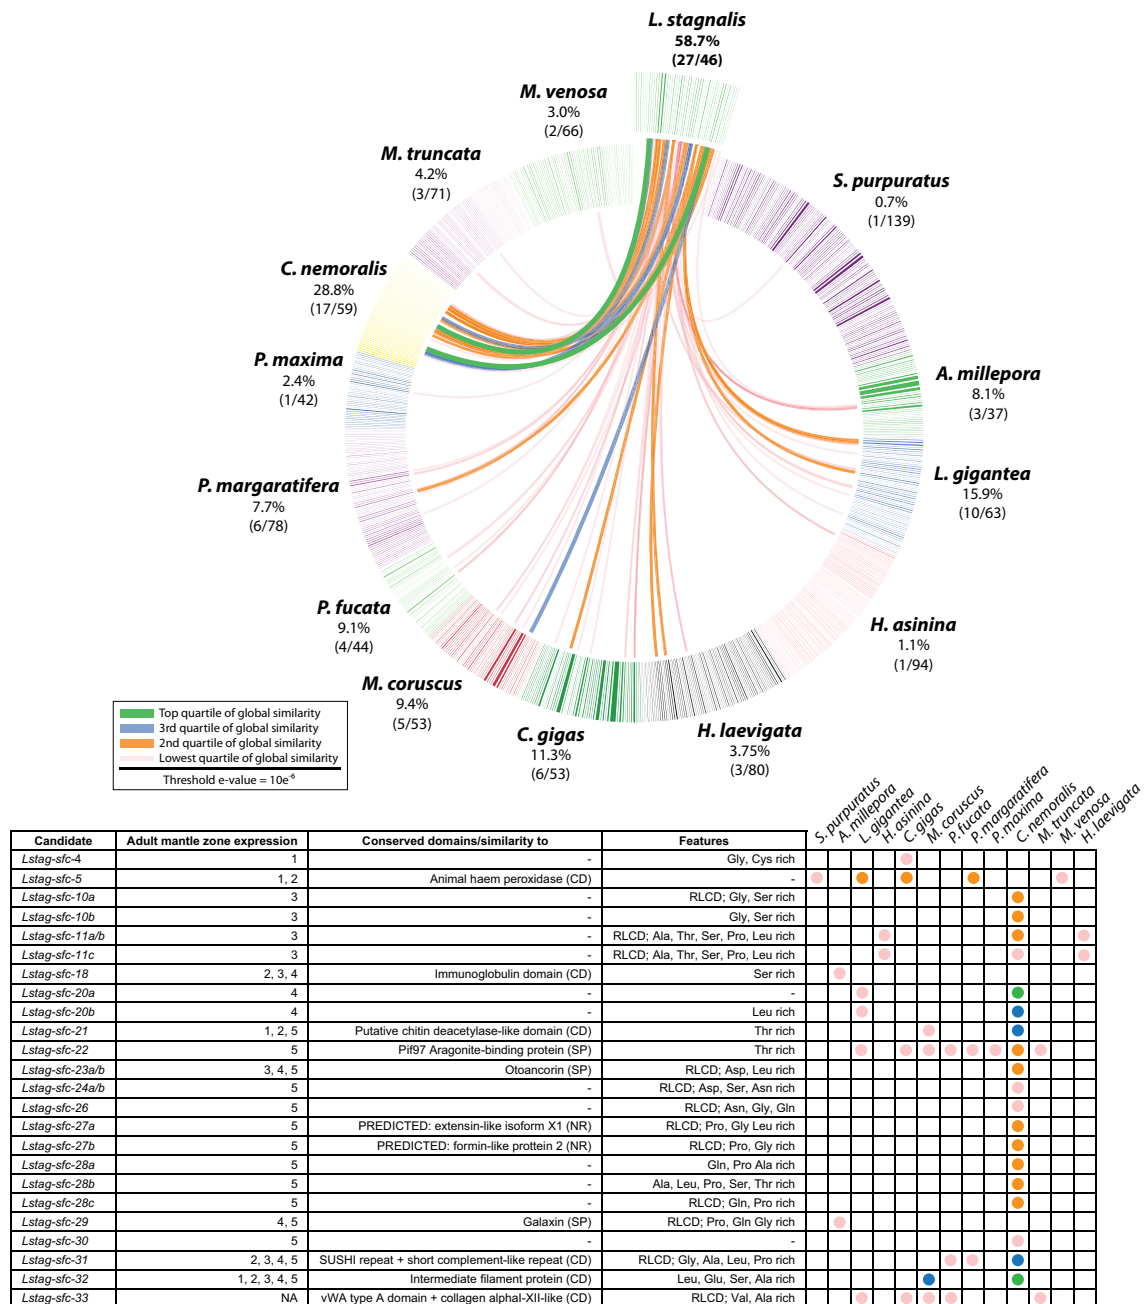 L. stagnalis
58.7%
(27/46)
M. venosa
3.0%
(2/66)
M. truncata
4.2%
(3/71)
S. purpuratus
0.7%
(1/139)
C. nemoralis
28.8%
(17/59)
P. maxima
2.4%
(1/42)
A. millepora
8.1%
(3/37)
P. margaratifera
7.7%
(6/78)
L. gigantea
15.9%
(10/63)
P. fucata
9.1%
(4/44)
H. asinina
1.1%
(1/94)
M. coruscus
9.4%
(5/53)
C. gigas
11.3%
(6/53)
H. laevigata
3.75%
(3/80)
Top quartile of global similarity
3rd quartile of global similarity
2nd quartile of global similarity
Lowest quartile of global similarity
Threshold e-value = 10e-6
Candidate Adult mantle zone expression Conserved domains/similarity to Features S. purpuratus A. millepora L. gigantea H. asinina C. gigas M. coruscus P. fucata P. margaratifera P. maxima C. nemoralis M. truncata M. venosa H. laevigata
Lstag-sfc-4 1 - Gly, Cys rich
Lstag-sfc-5 1, 2 Animal haem peroxidase (CD) -
Lstag-sfc-10a 3 - RLCD; Gly, Ser rich
Lstag-sfc-10b 3 - Gly, Ser rich
Lstag-sfc-11a/b 3 - RLCD; Ala, Thr, Ser, Pro, Leu rich
Lstag-sfc-11c 3 - RLCD; Ala, Thr, Ser, Pro, Leu rich
Lstag-sfc-18 2, 3, 4 Immunoglobulin domain (CD) Ser rich
Lstag-sfc-20a 4 - -
Lstag-sfc-20b 4 - Leu rich
Lstag-sfc-21 1, 2, 5 Putative chitin deacetylase-like domain (CD) Thr rich
Lstag-sfc-22 5 Pif97 Aragonite-binding protein (SP) Thr rich
Lstag-sfc-23a/b 3, 4, 5 Otoancorin (SP) RLCD; Asp, Leu rich
Lstag-sfc-24a/b 5 - RLCD; Asp, Ser, Asn rich
Lstag-sfc-26 5 - RLCD; Asn, Gly, Gln
Lstag-sfc-27a 5 PREDICTED: extensin-like isoform X1 (NR) RLCD; Pro, Gly Leu rich
Lstag-sfc-27b 5 PREDICTED: formin-like prottein 2 (NR) RLCD; Pro, Gly rich
Lstag-sfc-28a 5 - Gln, Pro Ala rich
Lstag-sfc-28b 5 - Ala, Leu, Pro, Ser, Thr rich
Lstag-sfc-28c 5 - RLCD; Gln, Pro rich
Lstag-sfc-29 4, 5 Galaxin (SP) RLCD; Pro, Gln Gly rich
Lstag-sfc-30 5 - -
Lstag-sfc-31 2, 3, 4, 5 SUSHI repeat + short complement-like repeat (CD) RLCD; Gly, Ala, Leu, Pro rich
Lstag-sfc-32 1, 2, 3, 4, 5 Intermediate filament protein (CD) Leu, Glu, Ser, Ala rich
Lstag-sfc-33 NA vWA type A domain + collagen alphaI-XII-like (CD) RLCD; Val, Ala rich